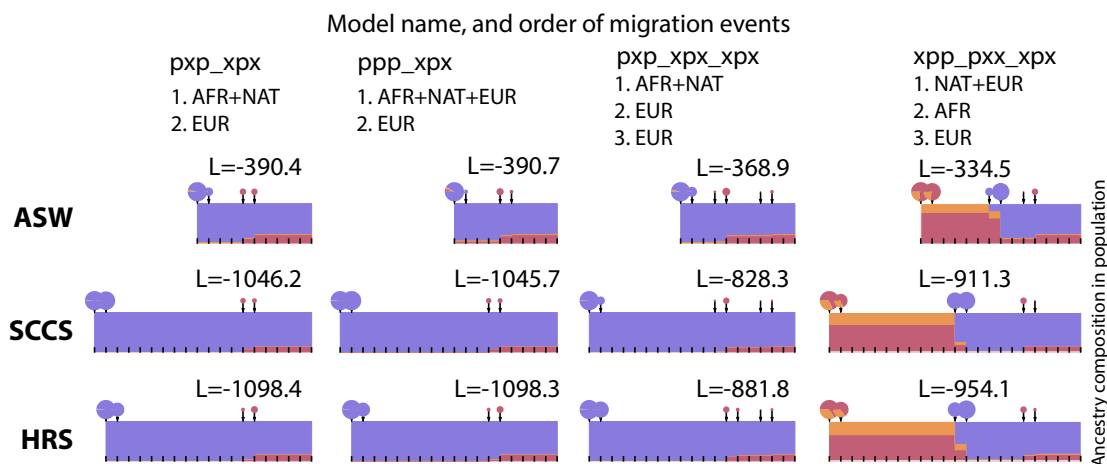 Model name, and order of migration events
pxp_xpx
1. AFR+NAT
2. EUR
ppp_xpx
1. AFR+NAT+EUR
2. EUR
pxp_xpx_xpx
1. AFR+NAT
2. EUR
3. EUR
xpp_pxx_xpx
1. NAT+EUR
2. AFR
3. EUR
ASW
L=-390.4
L=-390.7
L=-368.9
L=-334.5
SCCS
L=-1046.2
L=-1045.7
L=-828.3
L=-911.3
HRS
L=-1098.4
L=-1098.3
L=-881.8
L=-954.1
Ancestry composition in population